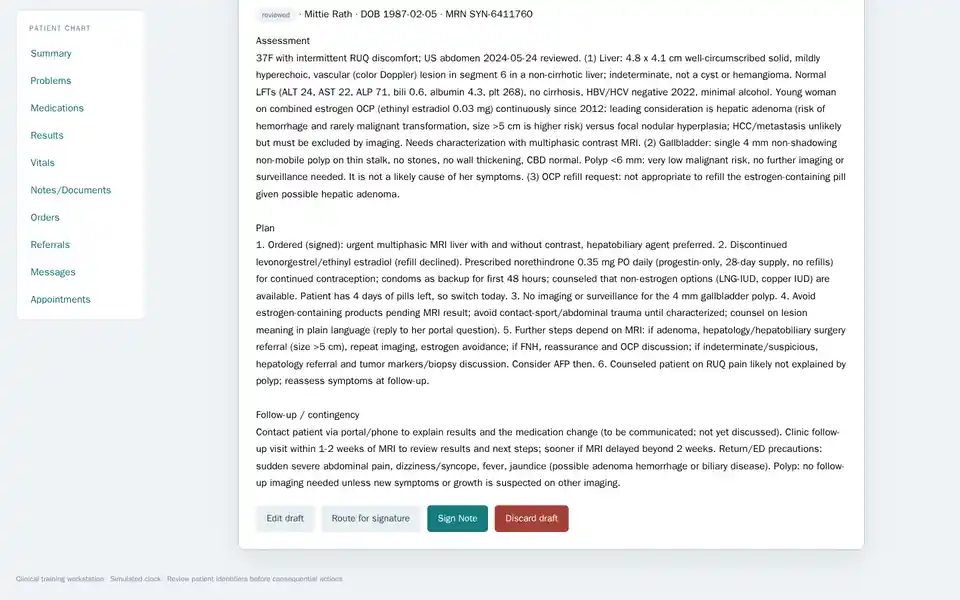 PATIENT CHART
Summary
Problems
Medications
Results
Vitals
Notes/Documents
Orders
Referrals
Messages
Appointments
reviewed · Mittie Rath · DOB 1987-02-05 · MRN SYN-6411760
Assessment
37F with intermittent RUQ discomfort; US abdomen 2024-05-24 reviewed. (1) Liver: 4.8 x 4.1 cm well-circumscribed solid, mildly
hyperechoic, vascular (color Doppler) lesion in segment 6 in a non-cirrhotic liver; indeterminate, not a cyst or hemangioma. Normal
LFTs (ALT 24, AST 22, ALP 71, bili 0.6, albumin 4.3, plt 268), no cirrhosis, HBV/HCV negative 2022, minimal alcohol. Young woman
on combined estrogen OCP (ethinyl estradiol 0.03 mg) continuously since 2012: leading consideration is hepatic adenoma (risk of
hemorrhage and rarely malignant transformation, size >5 cm is higher risk) versus focal nodular hyperplasia; HCC/metastasis unlikely
but must be excluded by imaging. Needs characterization with multiphasic contrast MRI. (2) Gallbladder: single 4 mm non-shadowing
non-mobile polyp on thin stalk, no stones, no wall thickening, CBD normal. Polyp <6 mm: very low malignant risk, no further imaging or
surveillance needed. It is not a likely cause of her symptoms. (3) OCP refill request: not appropriate to refill the estrogen-containing pill
given possible hepatic adenoma.
Plan
1. Ordered (signed): urgent multiphasic MRI liver with and without contrast, hepatobiliary agent preferred. 2. Discontinued
levonorgestrel/ethinyl estradiol (refill declined). Prescribed norethindrone 0.35 mg PO daily (progestin-only, 28-day supply, no refills)
for continued contraception; condoms as backup for first 48 hours; counseled that non-estrogen options (LNG-IUD, copper IUD) are
available. Patient has 4 days of pills left, so switch today. 3. No imaging or surveillance for the 4 mm gallbladder polyp. 4. Avoid
estrogen-containing products pending MRI result; avoid contact-sport/abdominal trauma until characterized; counsel on lesion
meaning in plain language (reply to her portal question). 5. Further steps depend on MRI: if adenoma, hepatology/hepatobiliary surgery
referral (size >5 cm), repeat imaging, estrogen avoidance; if FNH, reassurance and OCP discussion; if indeterminate/suspicious,
hepatology referral and tumor markers/biopsy discussion. Consider AFP then. 6. Counseled patient on RUQ pain likely not explained by
polyp; reassess symptoms at follow-up.
Follow-up / contingency
Contact patient via portal/phone to explain results and the medication change (to be communicated; not yet discussed). Clinic follow-
up visit within 1-2 weeks of MRI to review results and next steps; sooner if MRI delayed beyond 2 weeks. Return/ED precautions:
sudden severe abdominal pain, dizziness/syncope, fever, jaundice (possible adenoma hemorrhage or biliary disease). Polyp: no follow-
up imaging needed unless new symptoms or growth is suspected on other imaging.
Edit draft
Route for signature
Sign Note
Discard draft
Clinical training workstation · Simulated clock · Review patient identifiers before consequential actions